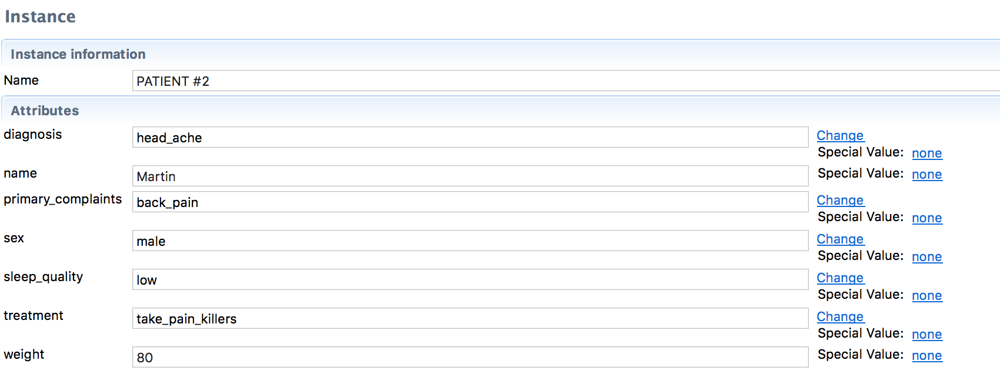 Instance
Instance information
Name PATIENT #2
Attributes
diagnosis head_ache Change
Special Value: none
name Martin Special Value: none
primary_complaints back_pain Change
Special Value: none
sex male Change
Special Value: none
sleep_quality low Change
Special Value: none
treatment take_pain_killers Change
Special Value: none
weight 80 Special Value: none